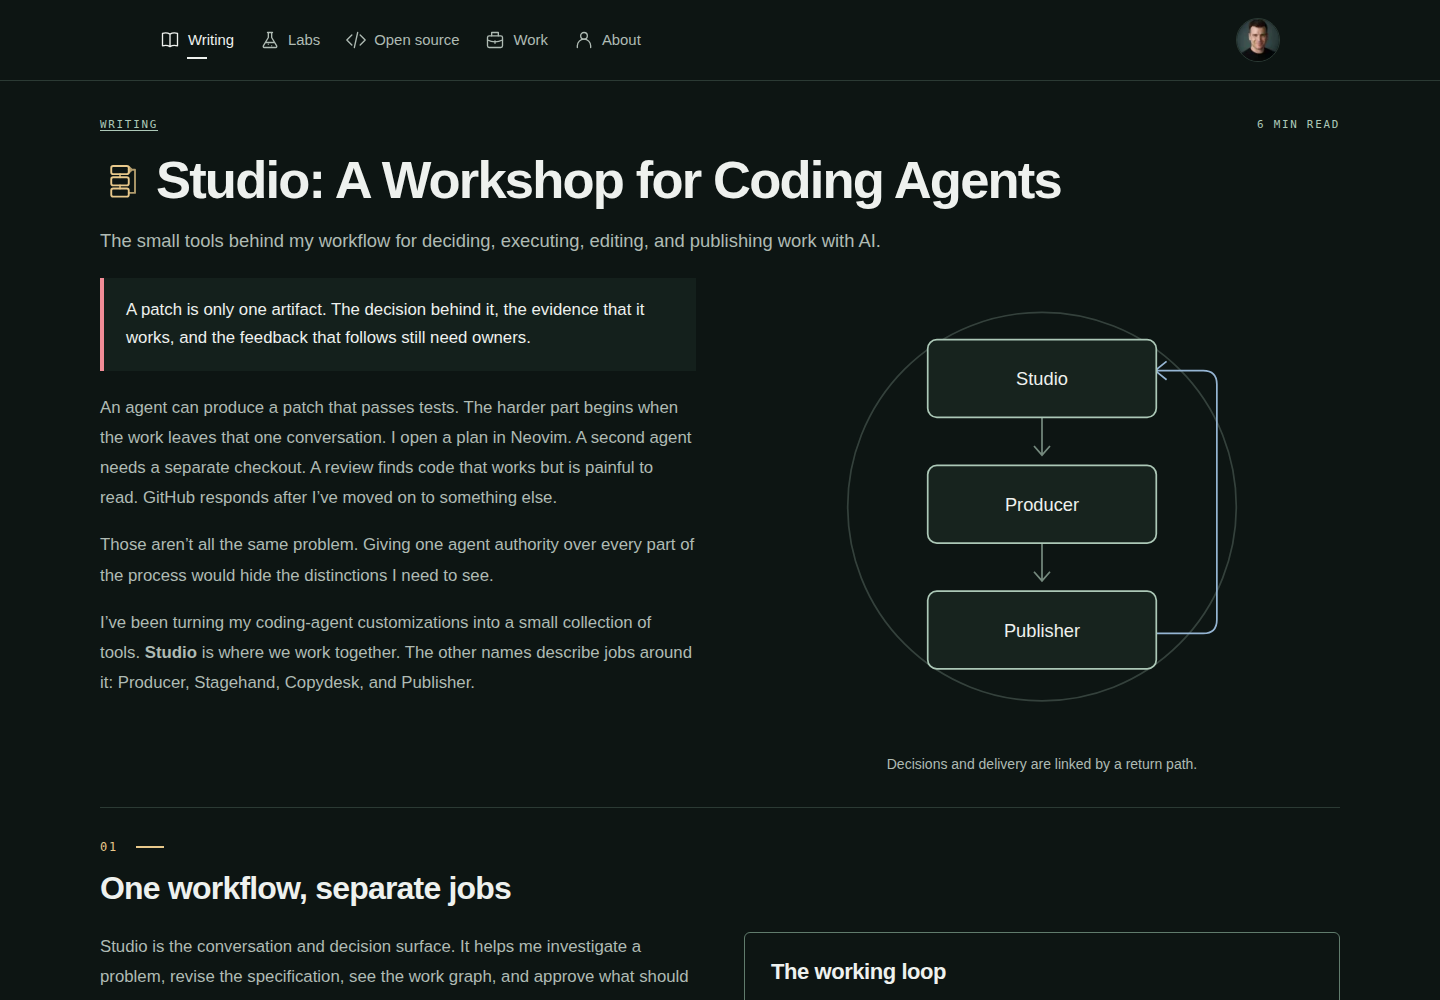 Writing
Labs
Open source
Work
About
WRITING
6 MIN READ
Studio: A Workshop for Coding Agents
The small tools behind my workflow for deciding, executing, editing, and publishing work with AI.
A patch is only one artifact. The decision behind it, the evidence that it
works, and the feedback that follows still need owners.
An agent can produce a patch that passes tests. The harder part begins when
the work leaves that one conversation. I open a plan in Neovim. A second agent
needs a separate checkout. A review finds code that works but is painful to
read. GitHub responds after I’ve moved on to something else.
Those aren’t all the same problem. Giving one agent authority over every part of
the process would hide the distinctions I need to see.
I’ve been turning my coding-agent customizations into a small collection of
tools. Studio is where we work together. The other names describe jobs around
it: Producer, Stagehand, Copydesk, and Publisher.
Studio
Producer
Publisher
Decisions and delivery are linked by a return path.
01
One workflow, separate jobs
Studio is the conversation and decision surface. It helps me investigate a
problem, revise the specification, see the work graph, and approve what should
The working loop